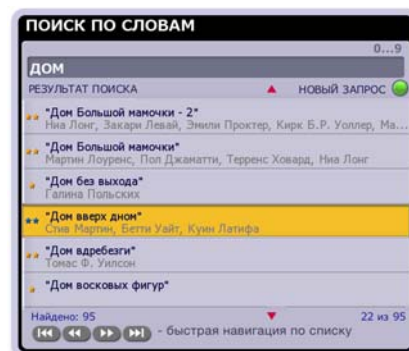 ПОИСК ПО СЛОВАМ
0...9
ДОМ
РЕЗУЛЬТАТ ПОИСКА НОВЫЙ ЗАПРОС
"Дом Большой мамочки - 2"
Ниа Лонг, Закари Левай, Эмили Проктер, Кирк Б.Р. Уоллер, Ма...
"Дом Большой мамочки"
Мартин Лоуренс, Пол Джаматти, Терренс Ховард, Ниа Лонг
"Дом без выхода"
Галина Польских
"Дом вверх дном"
Стив Мартин, Бетти Уайт, Куин Латифа
"Дом вдребезги"
Томас Ф. Уилсон
"Дом восковых фигур"
Найдено: 95 22 из 95
- быстрая навигация по списку